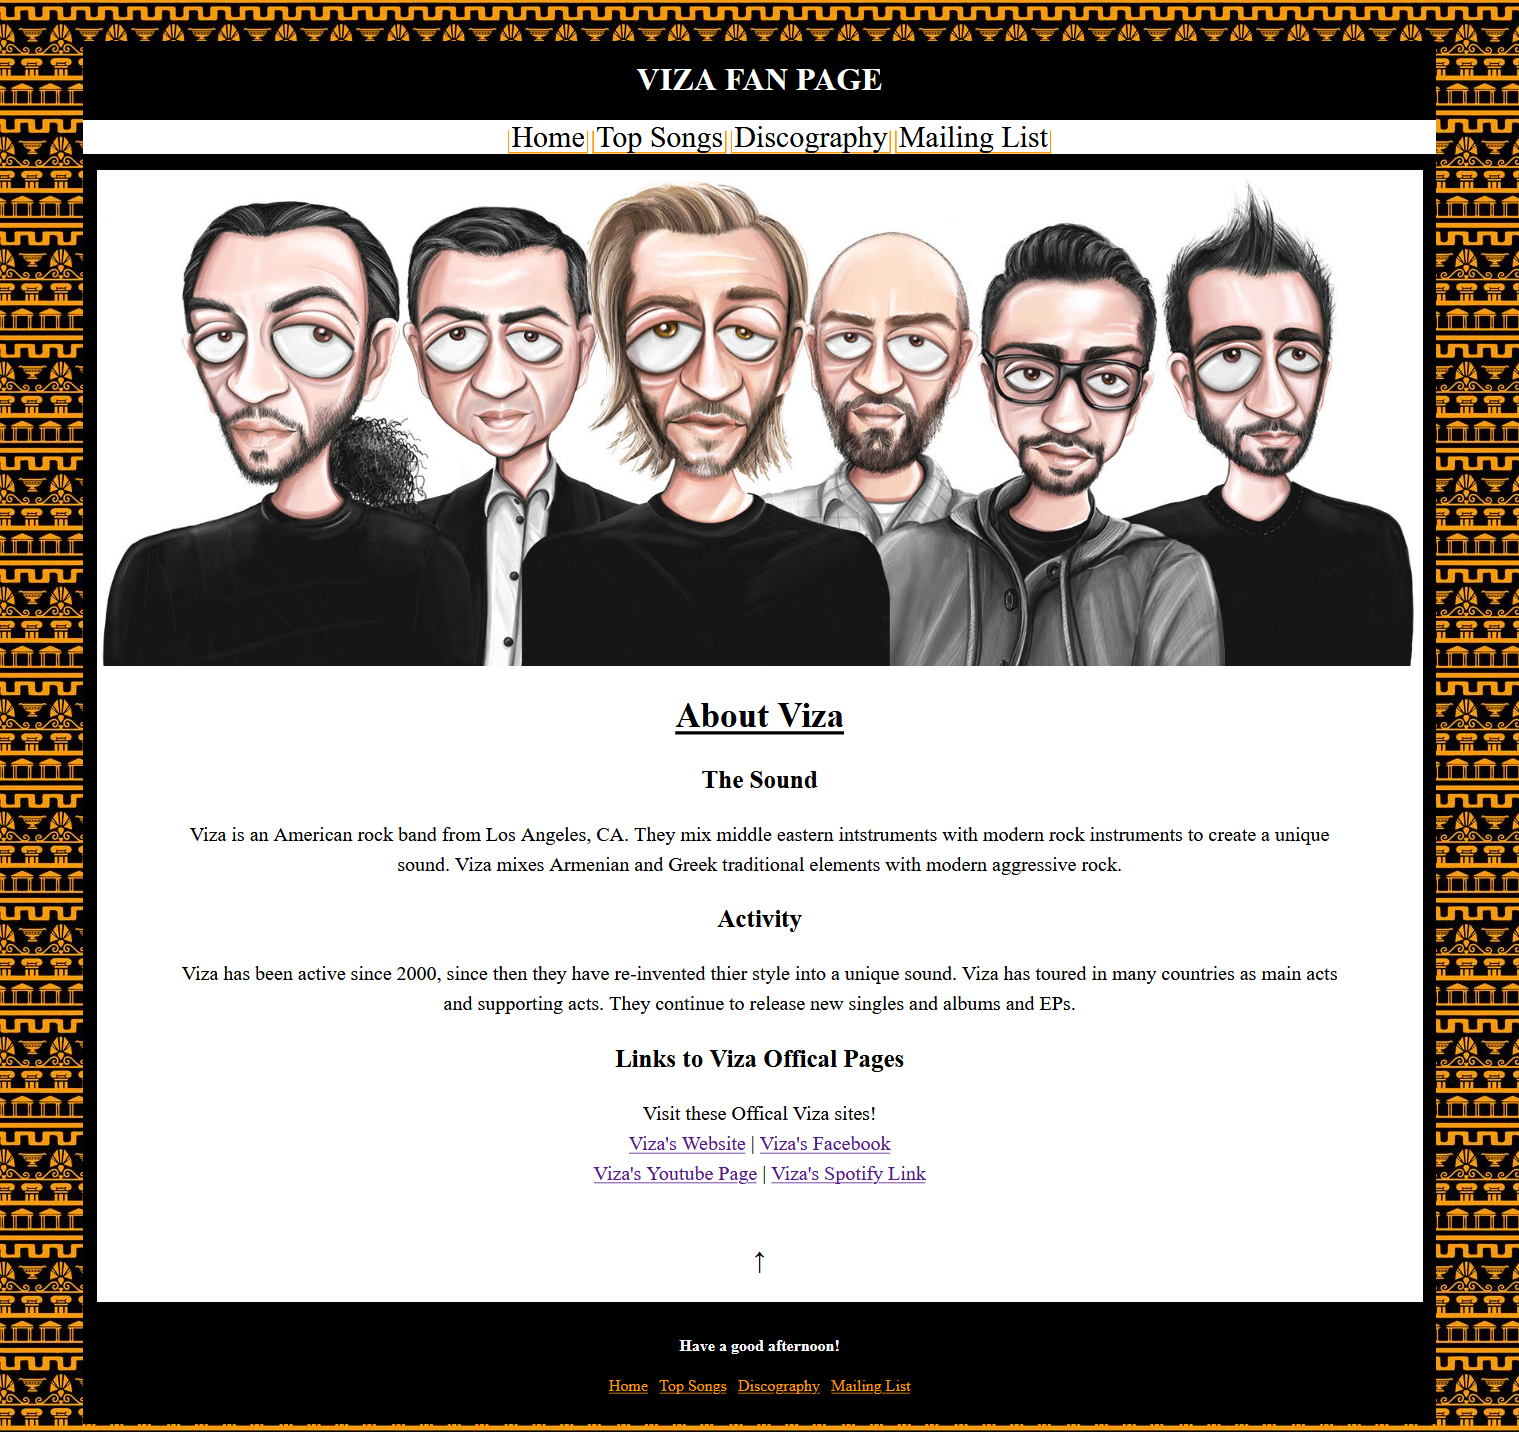 VIZA FAN PAGE
Home Top Songs Discography Mailing List
About Viza
The Sound
Viza is an American rock band from Los Angeles, CA. They mix middle eastern intstruments with modern rock instruments to create a unique
sound. Viza mixes Armenian and Greek traditional elements with modern aggressive rock.
Activity
Viza has been active since 2000, since then they have re-invented thier style into a unique sound. Viza has toured in many countries as main acts
and supporting acts. They continue to release new singles and albums and EPs.
Links to Viza Offical Pages
Visit these Offical Viza sites!
Viza's Website | Viza's Facebook
Viza's Youtube Page | Viza's Spotify Link
↑
Have a good afternoon!
Home Top Songs Discography Mailing List